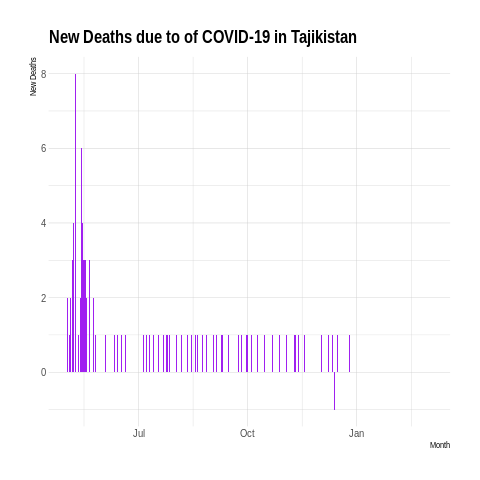 New Deaths due to of COVID-19 in Tajikistan
New Deaths
8
6
4
2
0
Jul Oct Jan
Month